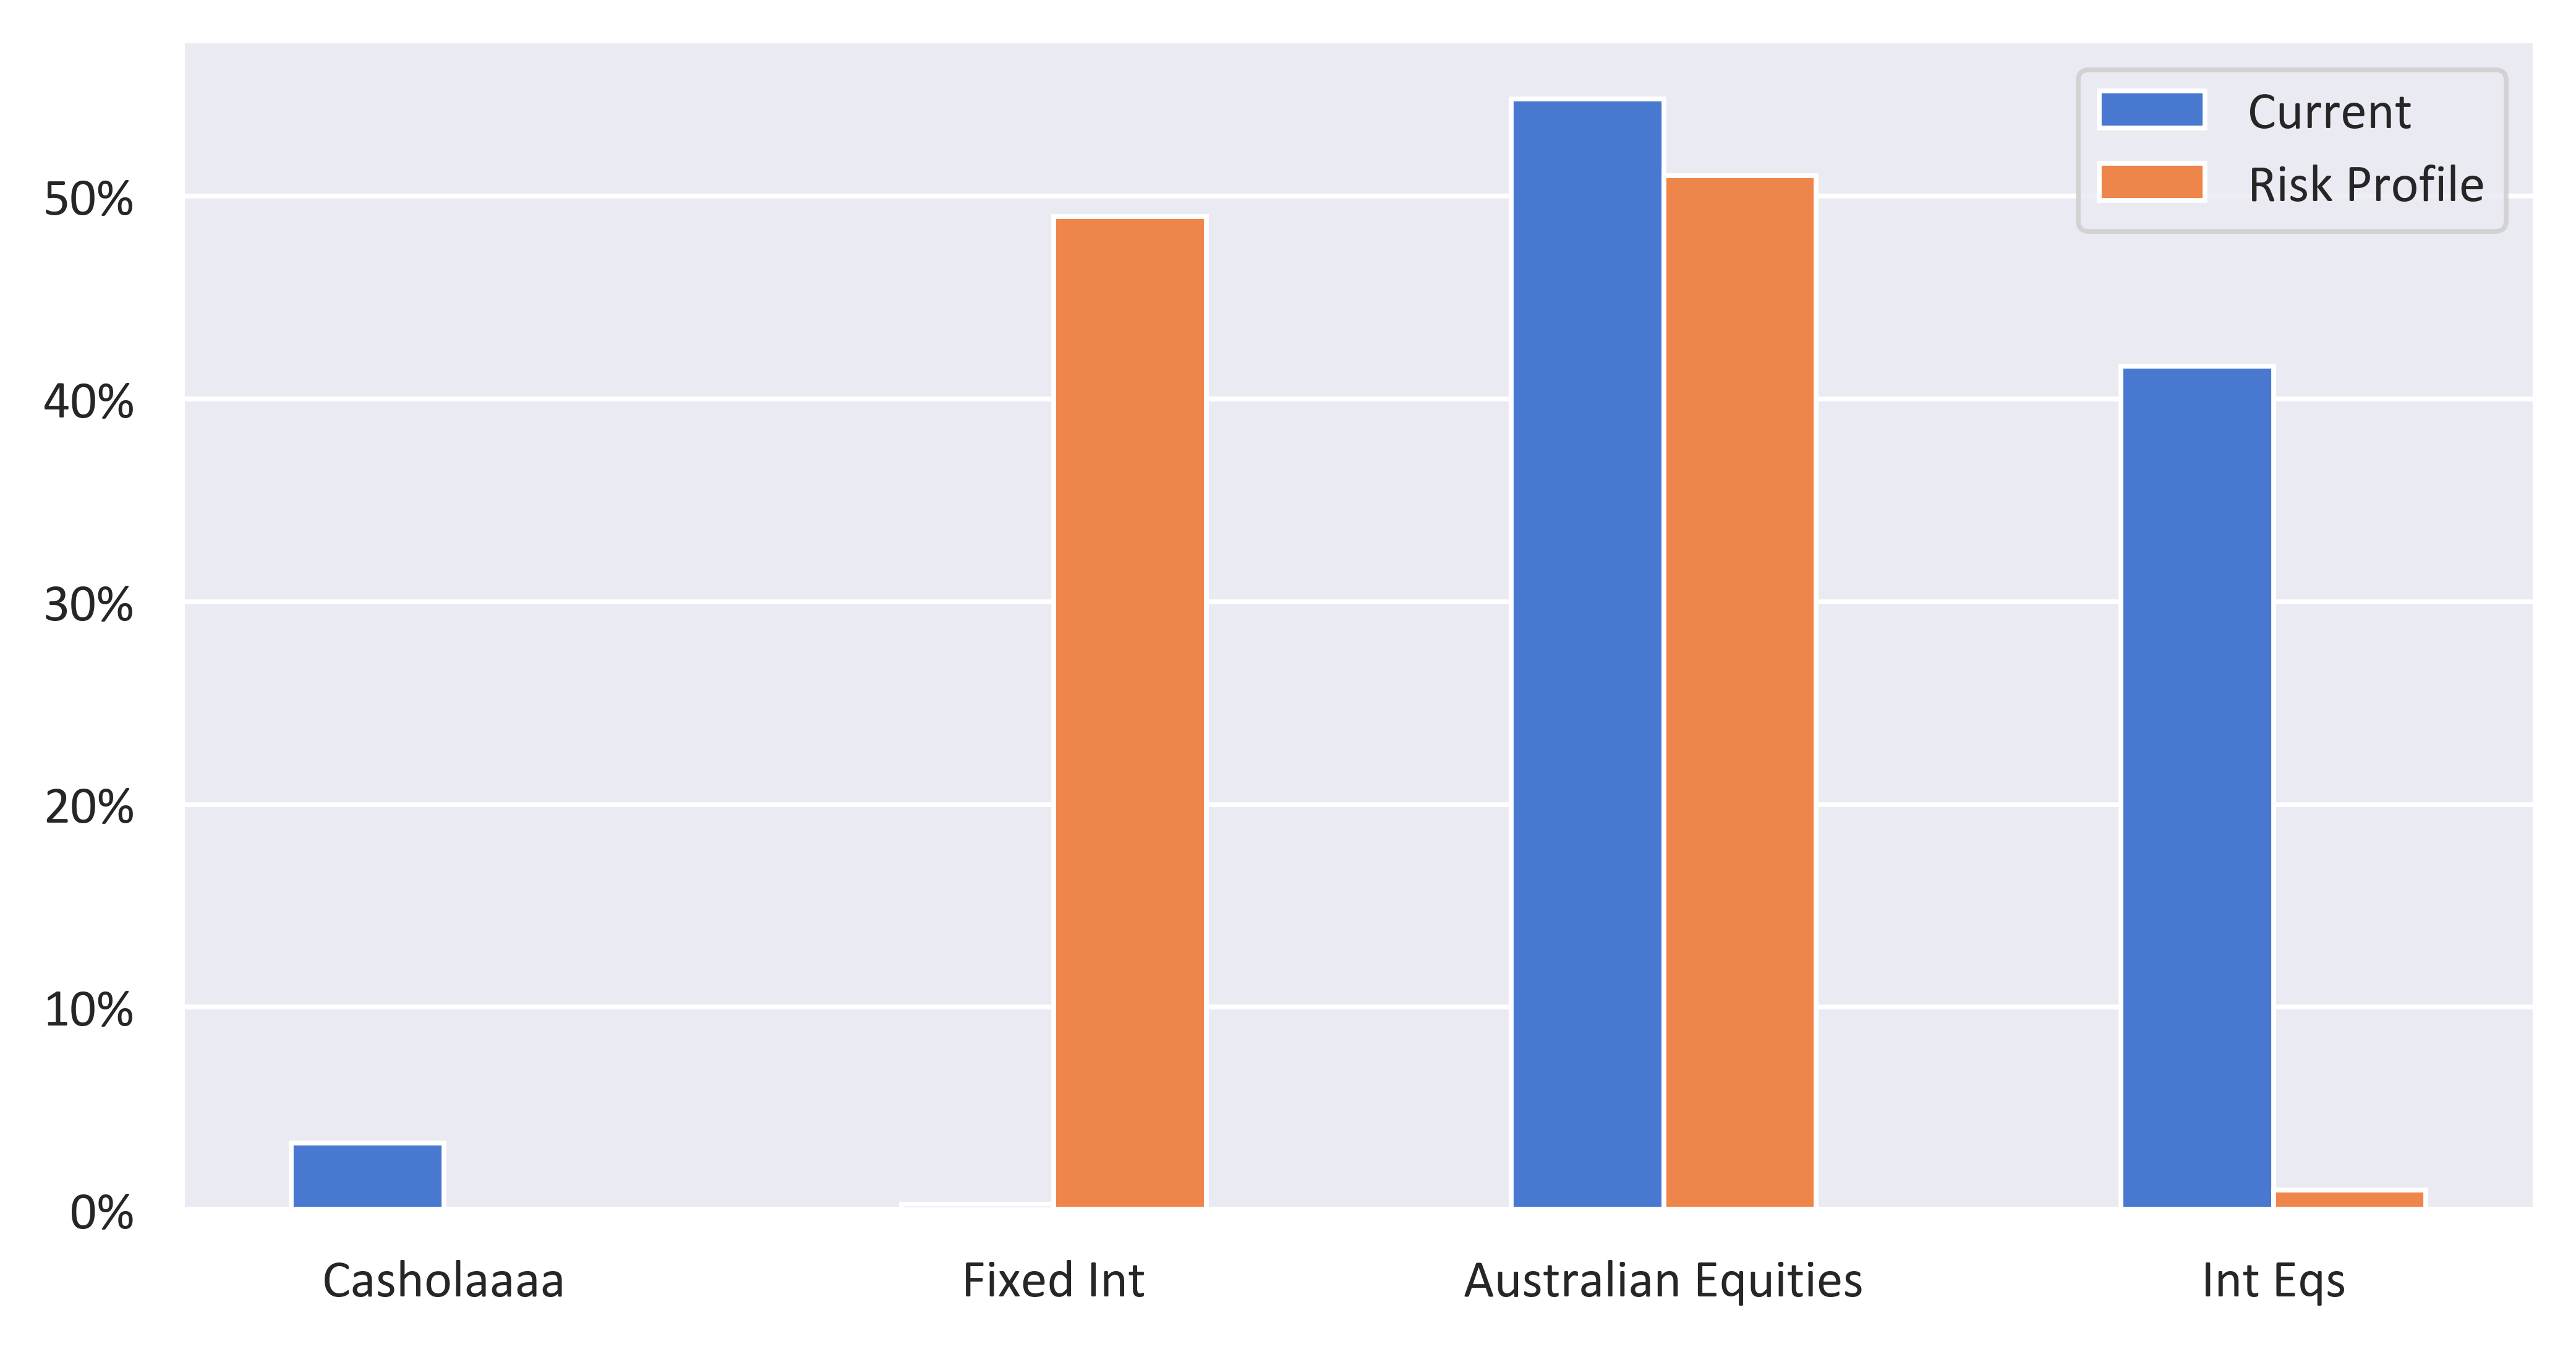 Current
Risk Profile
50%
40%
30%
20%
10%
0%
Casholaaaa
Fixed Int
Australian Equities
Int Eqs